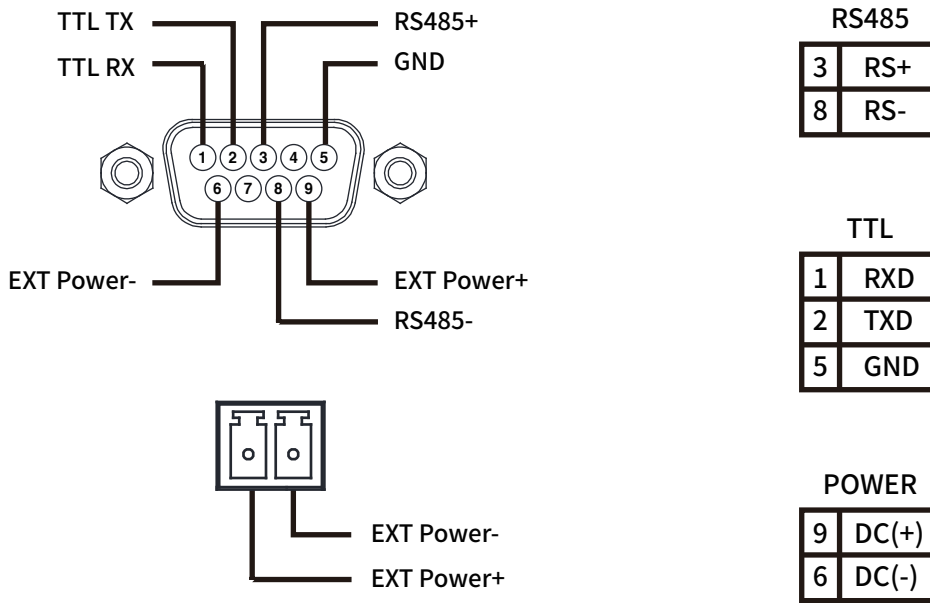 TTL TX
RS485+
TTL RX
GND
1 2 3 4 5
6 7 8 9
EXT Power-
EXT Power+
RS485-
EXT Power-
EXT Power+
RS485
3 RS+
8 RS-
TTL
1 RXD
2 TXD
5 GND
POWER
9 DC(+)
6 DC(-)